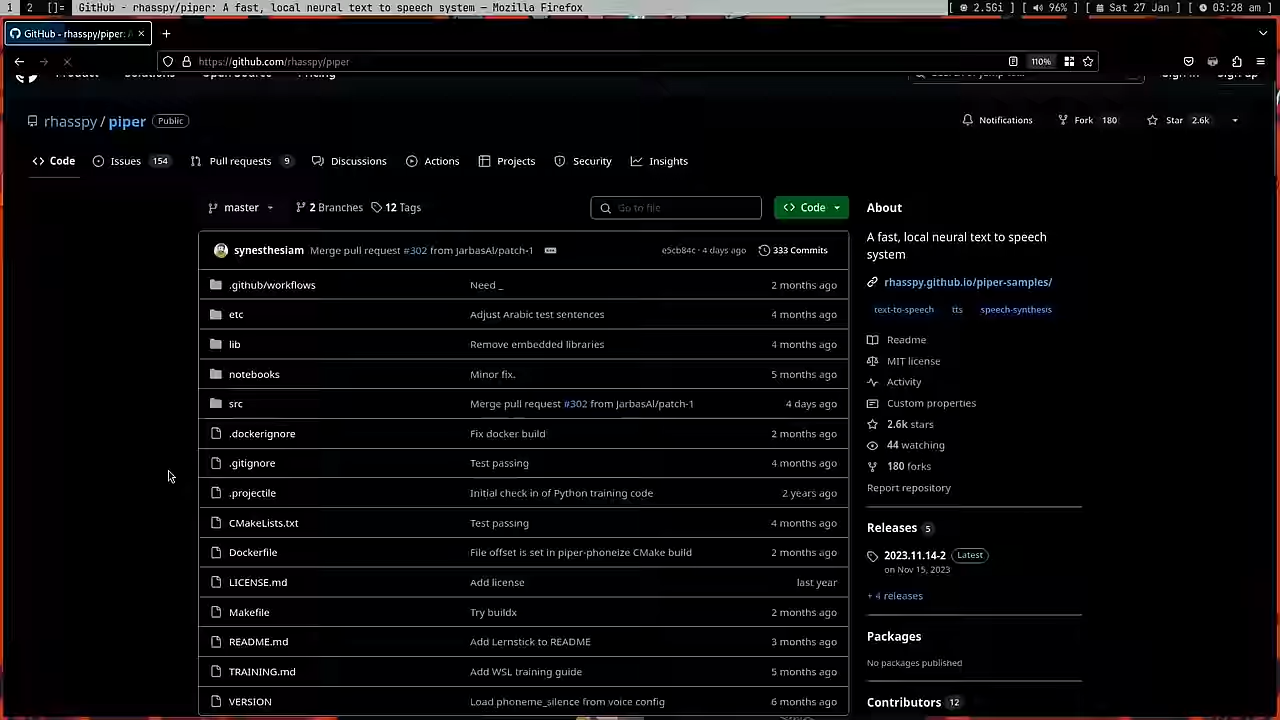 1 2 []= GitHub - rhasspy/piper: A fast, local neural text to speech system — Mozilla Firefox [ 2.5Gi ] [ 96% ] [ Sat 27 Jan ] [ 03:28 am ]
GitHub - rhasspy/piper: A
https://github.com/rhasspy/piper 110%
Product Solutions Open Source Pricing Sign in Sign up
rhasspy / piper Public Notifications Fork 180 Star 2.6k
Code Issues 154 Pull requests 9 Discussions Actions Projects Security Insights
master 2 Branches 12 Tags Go to file Code
synesthesiam Merge pull request #302 from JarbasAl/patch-1 e5cb84c · 4 days ago 333 Commits
.github/workflows Need _ 2 months ago
etc Adjust Arabic test sentences 4 months ago
lib Remove embedded libraries 4 months ago
notebooks Minor fix. 5 months ago
src Merge pull request #302 from JarbasAl/patch-1 4 days ago
.dockerignore Fix docker build 2 months ago
.gitignore Test passing 4 months ago
.projectile Initial check in of Python training code 2 years ago
CMakeLists.txt Test passing 4 months ago
Dockerfile File offset is set in piper-phoneize CMake build 2 months ago
LICENSE.md Add license last year
Makefile Try buildx 2 months ago
README.md Add Lernstick to README 3 months ago
TRAINING.md Add WSL training guide 5 months ago
VERSION Load phoneme_silence from voice config 6 months ago
About
A fast, local neural text to speech
system
rhasspy.github.io/piper-samples/
text-to-speech tts speech-synthesis
Readme
MIT license
Activity
Custom properties
2.6k stars
44 watching
180 forks
Report repository
Releases 5
2023.11.14-2 Latest
on Nov 15, 2023
+ 4 releases
Packages
No packages published
Contributors 12